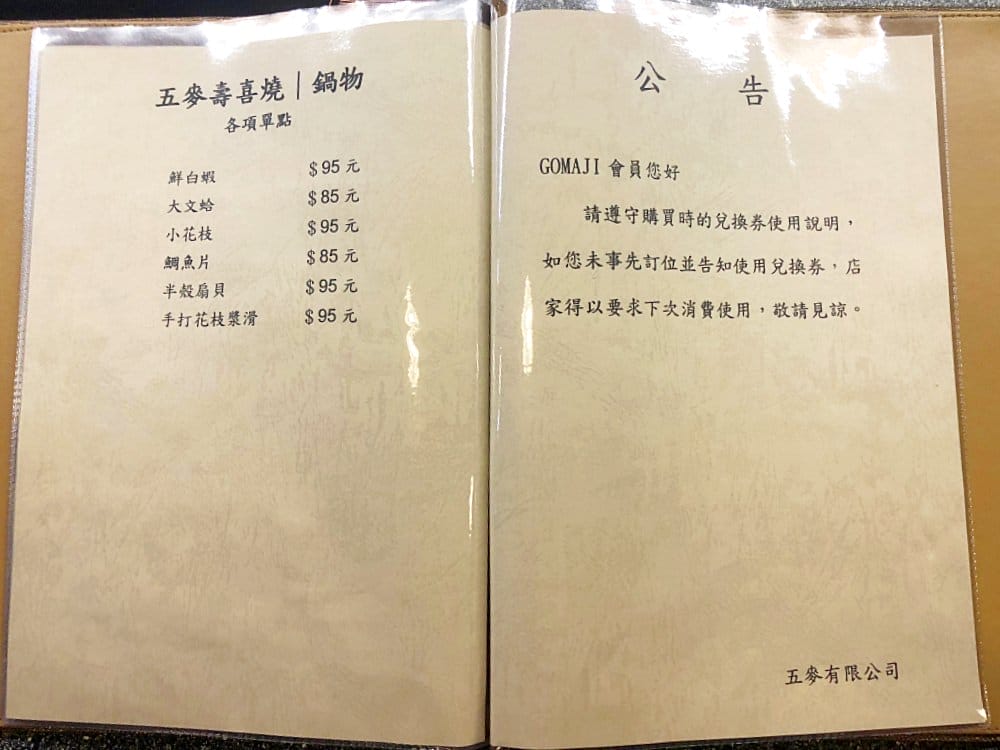 五麥壽喜燒｜鍋物
各項單點
鮮白蝦 $95元
大文蛤 $85元
小花枝 $95元
鯛魚片 $85元
半殼扇貝 $95元
手打花枝漿滑 $95元
公告
GOMAJI 會員您好
請遵守購買時的兌換券使用說明，
如您未事先訂位並告知使用兌換券，店
家得以要求下次消費使用，敬請見諒。
五麥有限公司